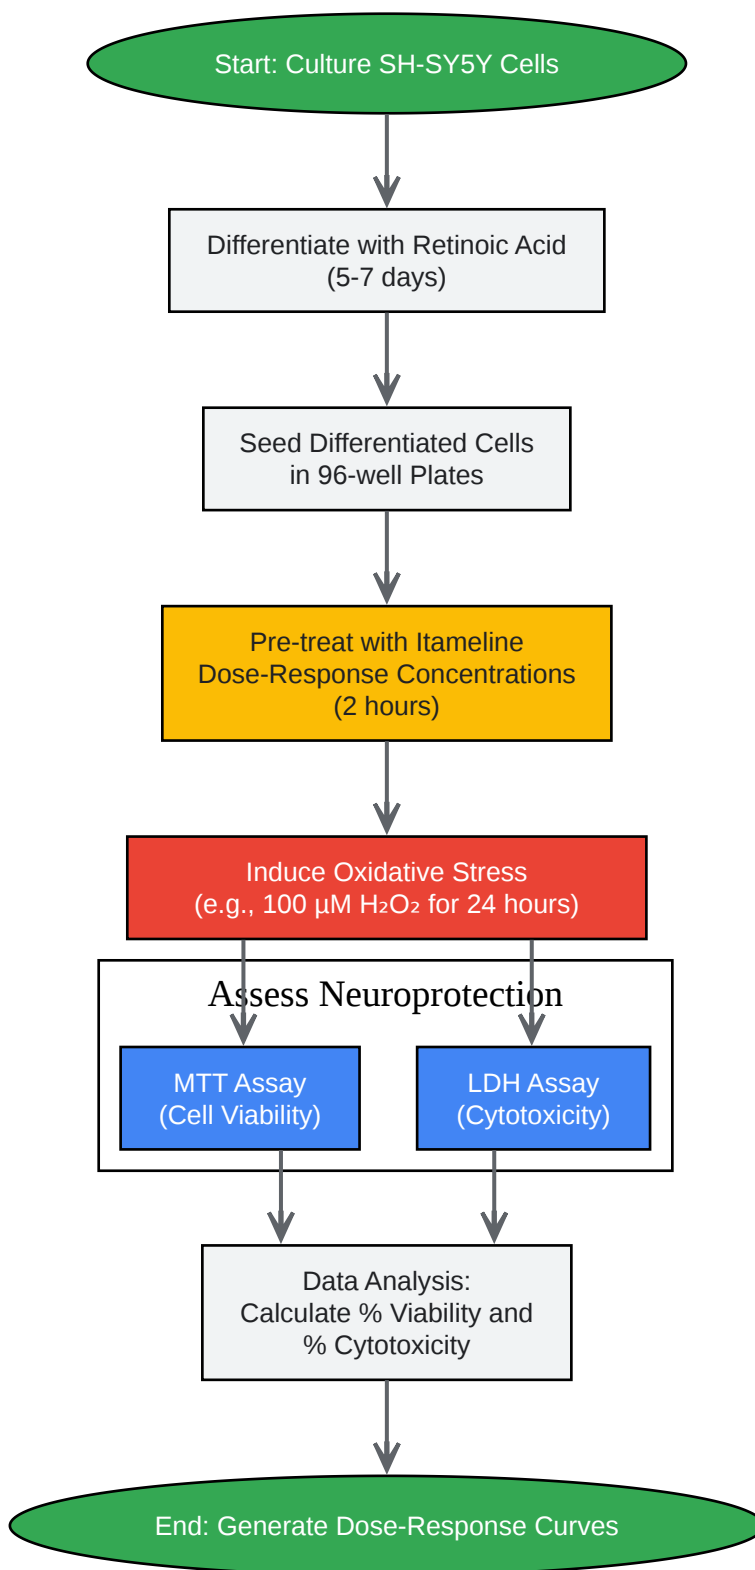 Start: Culture SH-SY5Y Cells
Differentiate with Retinoic Acid
(5-7 days)
Seed Differentiated Cells
in 96-well Plates
Pre-treat with Itameline
Dose-Response Concentrations
(2 hours)
Induce Oxidative Stress
(e.g., 100 µM H₂O₂ for 24 hours)
Assess Neuroprotection
MTT Assay
(Cell Viability)
LDH Assay
(Cytotoxicity)
Data Analysis:
Calculate % Viability and
% Cytotoxicity
End: Generate Dose-Response Curves